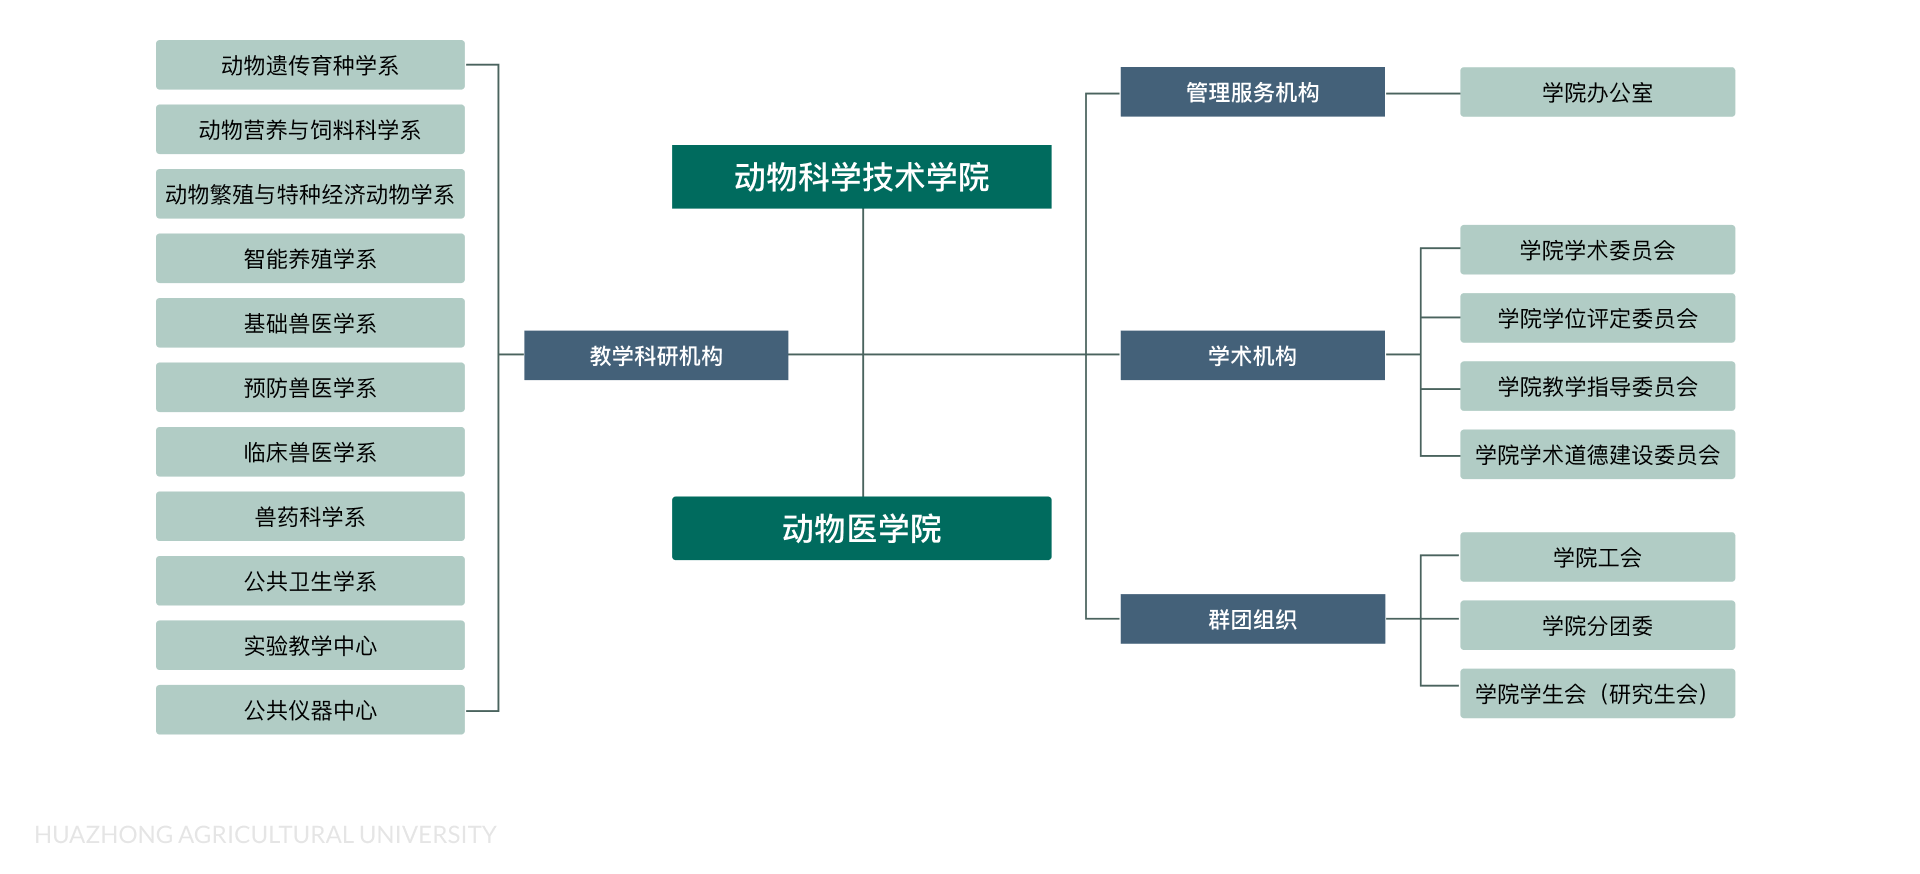 动物遗传育种学系
动物营养与饲料科学系
动物繁殖与特种经济动物学系
智能养殖学系
基础兽医学系
预防兽医学系
临床兽医学系
兽药科学系
公共卫生学系
实验教学中心
公共仪器中心
教学科研机构
动物科学技术学院
动物医学院
管理服务机构
学院办公室
学术机构
学院学术委员会
学院学位评定委员会
学院教学指导委员会
学院学术道德建设委员会
群团组织
学院工会
学院分团委
学院学生会（研究生会）
HUAZHONG AGRICULTURAL UNIVERSITY